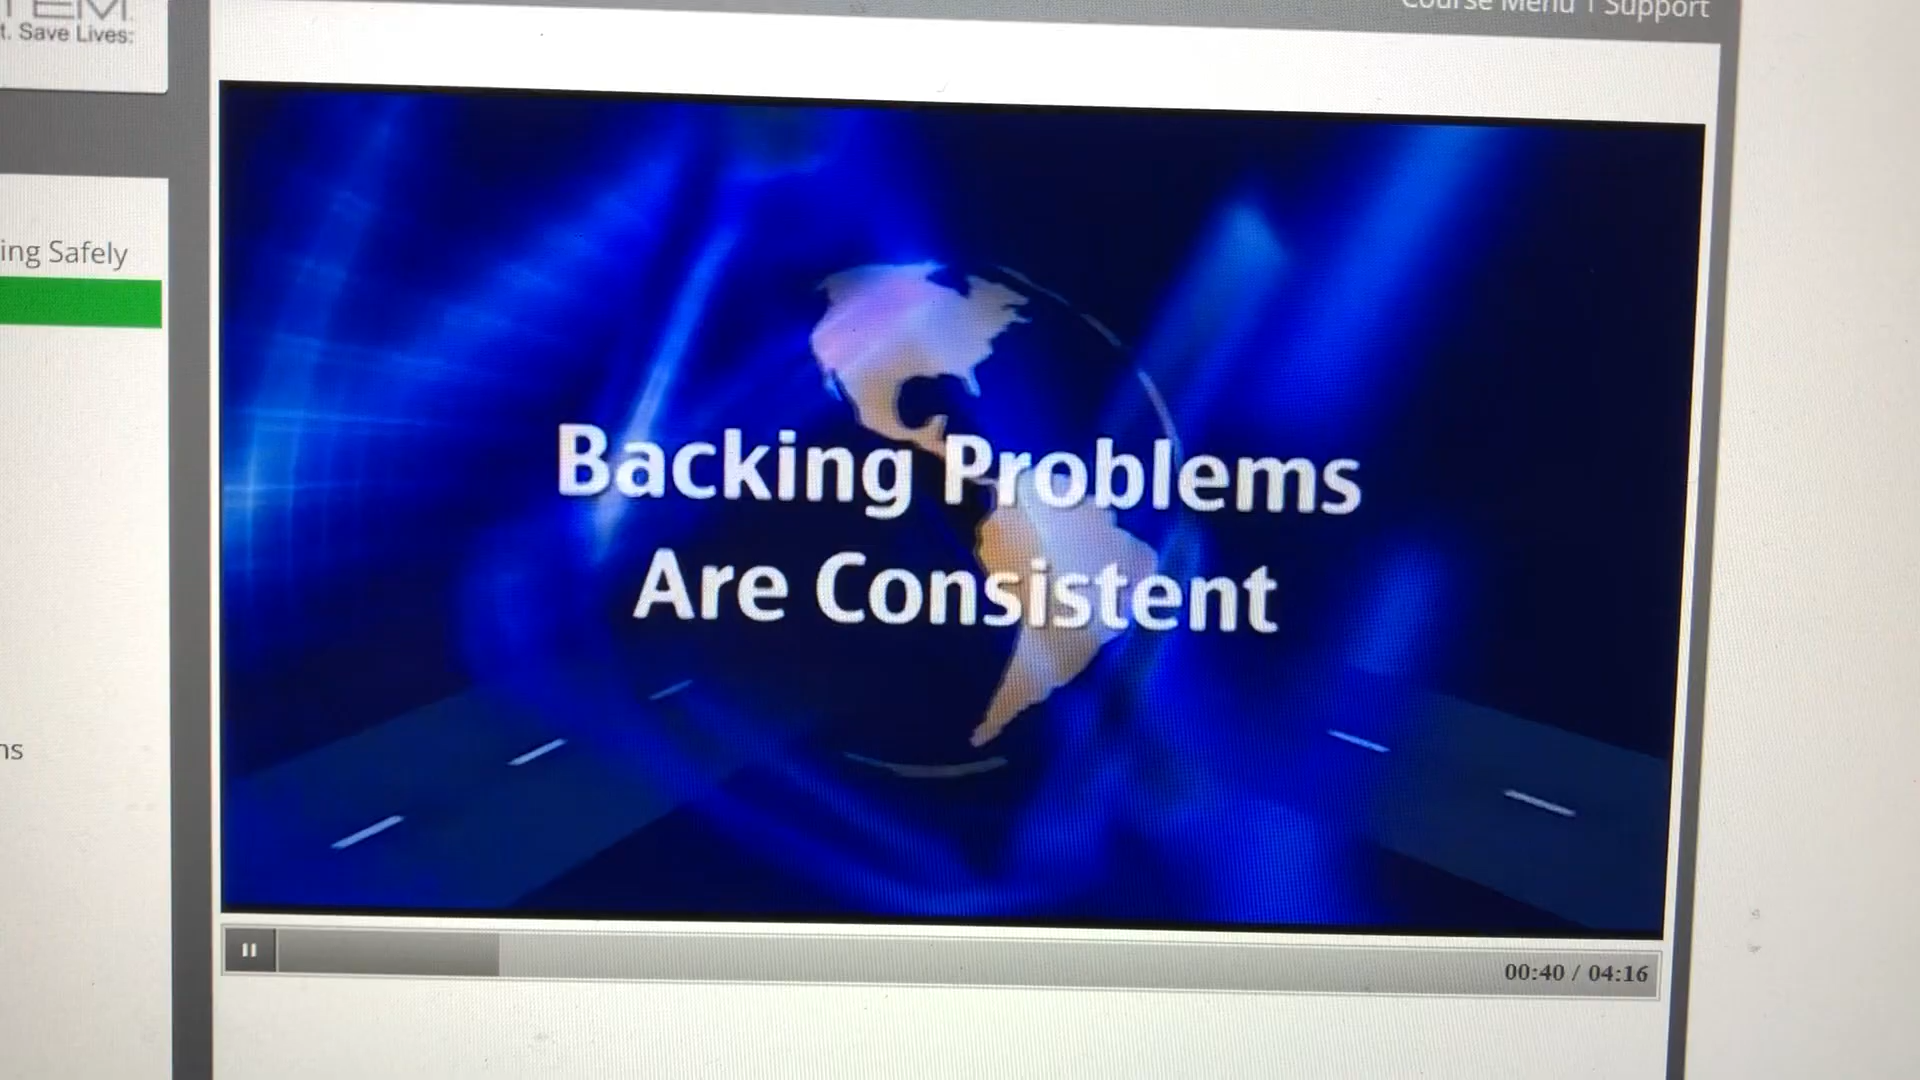 t. Save Lives:
Course Menu | Support
ing Safely
Backing Problems
Are Consistent
ns
00:40 / 04:16